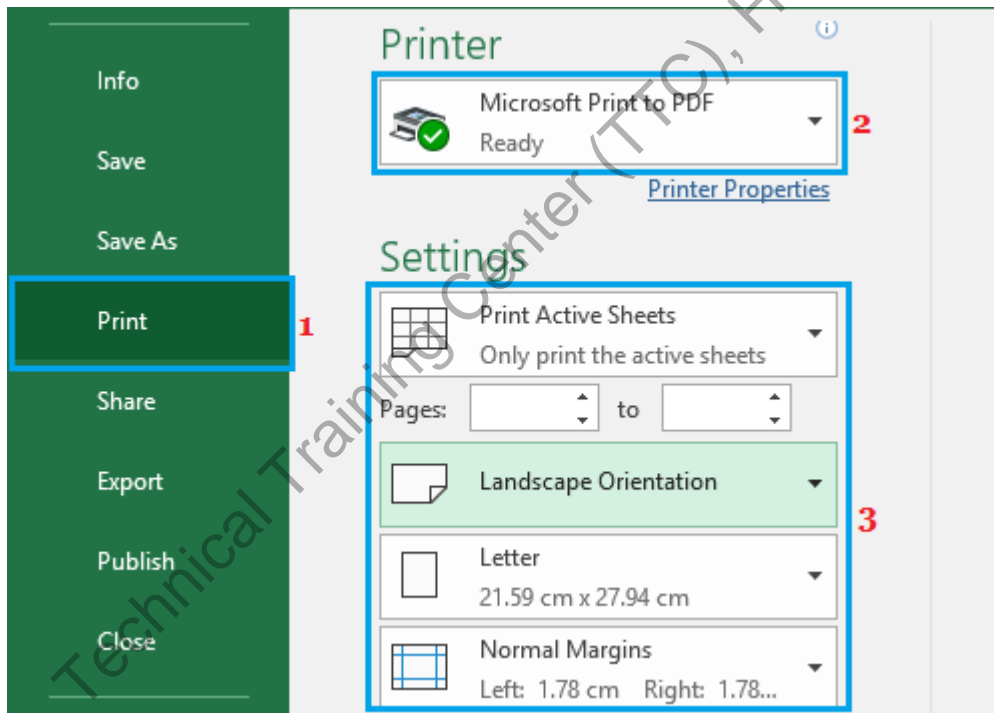 Info
Save
Save As
Print
1
Share
Export
Publish
Close
Printer
Microsoft Print to PDF
Ready
2
Printer Properties
Settings
Print Active Sheets
Only print the active sheets
Pages: to
Landscape Orientation
3
Letter
21.59 cm x 27.94 cm
Normal Margins
Left: 1.78 cm Right: 1.78...
Technical Training Center (TTC), H